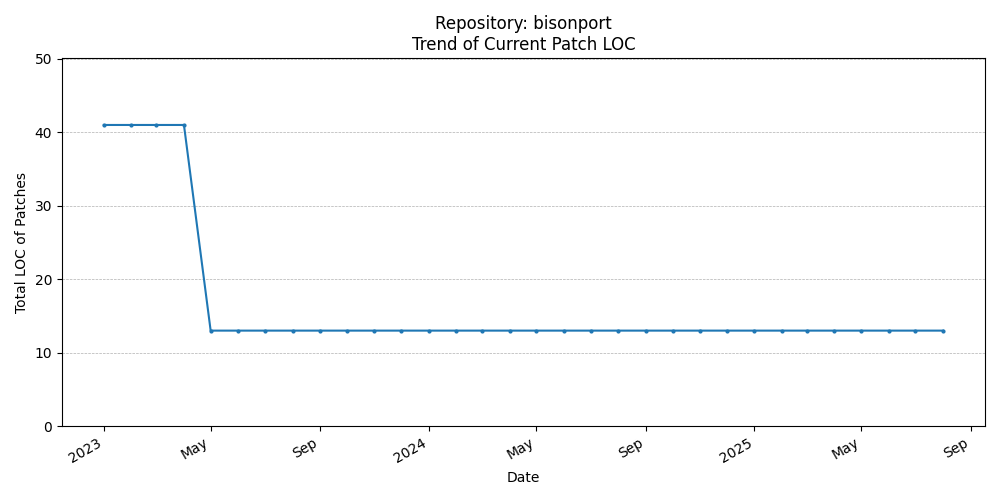 Repository: bisonport
Trend of Current Patch LOC
50
40
30
20
10
0
Total LOC of Patches
2023
May
Sep
2024
May
Sep
2025
May
Sep
Date